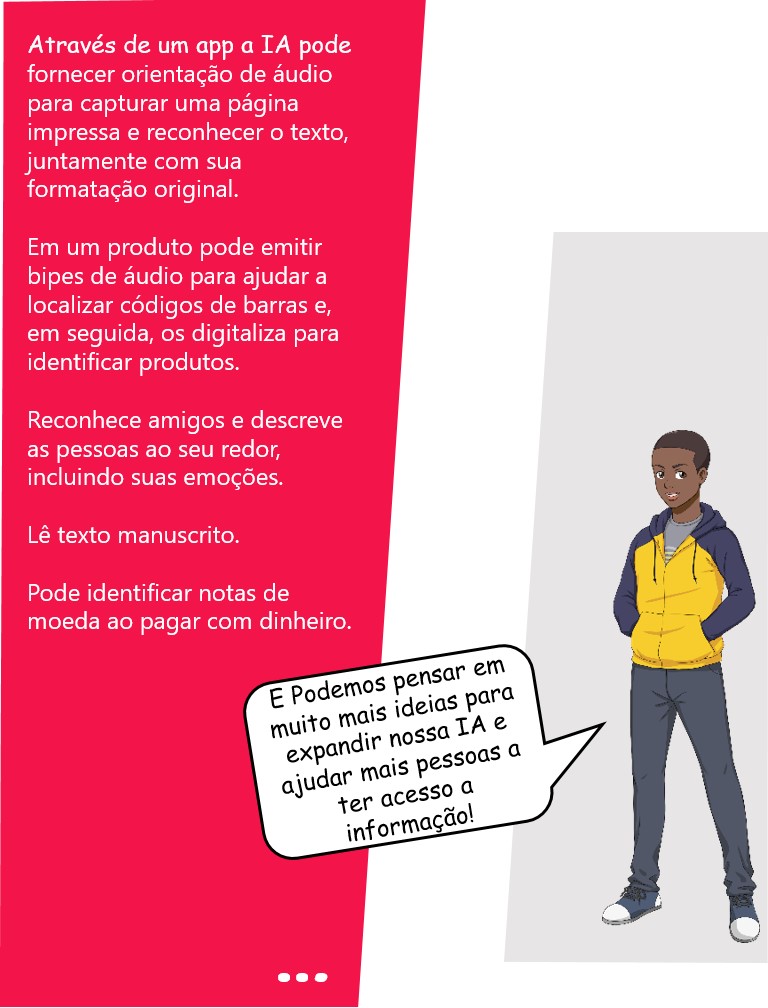 Através de um app a IA pode
fornecer orientação de áudio
para capturar uma página
impressa e reconhecer o texto,
juntamente com sua
formatação original.
Em um produto pode emitir
bipes de áudio para ajudar a
localizar códigos de barras e,
em seguida, os digitaliza para
identificar produtos.
Reconhece amigos e descreve
as pessoas ao seu redor,
incluindo suas emoções.
Lê texto manuscrito.
Pode identificar notas de
moeda ao pagar com dinheiro.
E Podemos pensar em
muito mais ideias para
expandir nossa IA e
ajudar mais pessoas a
ter acesso a
informação!
...